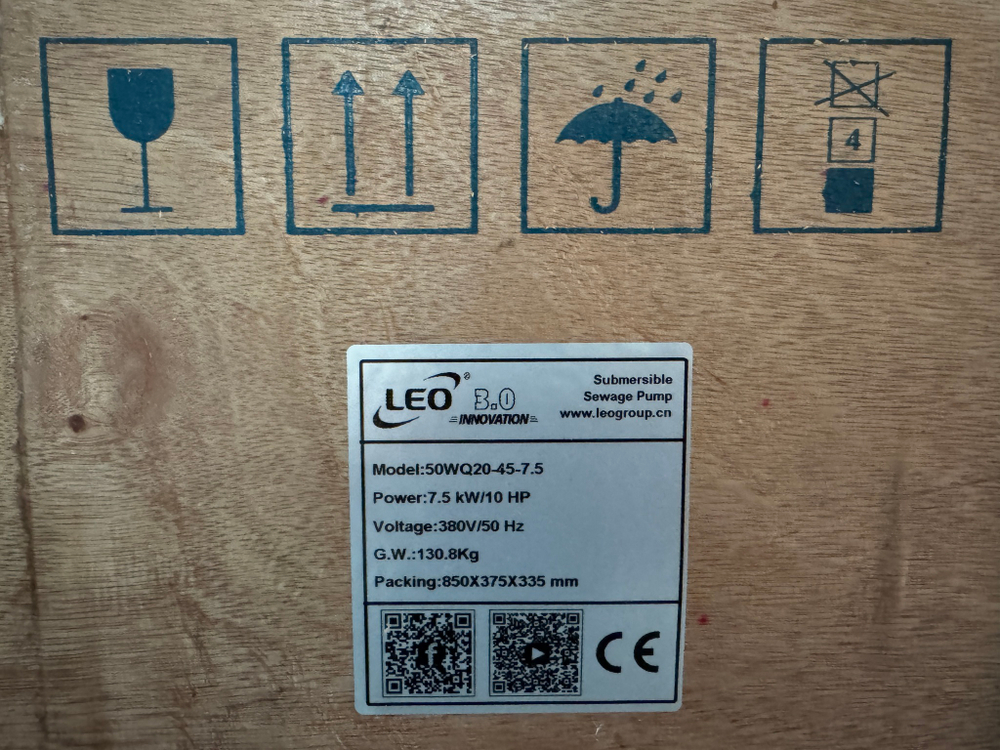 4
LEO® 3.0
INNOVATION
Submersible
Sewage Pump
www.leogroup.cn
Model:50WQ20-45-7.5
Power:7.5 kW/10 HP
Voltage:380V/50 Hz
G.W.:130.8Kg
Packing:850X375X335 mm
CE